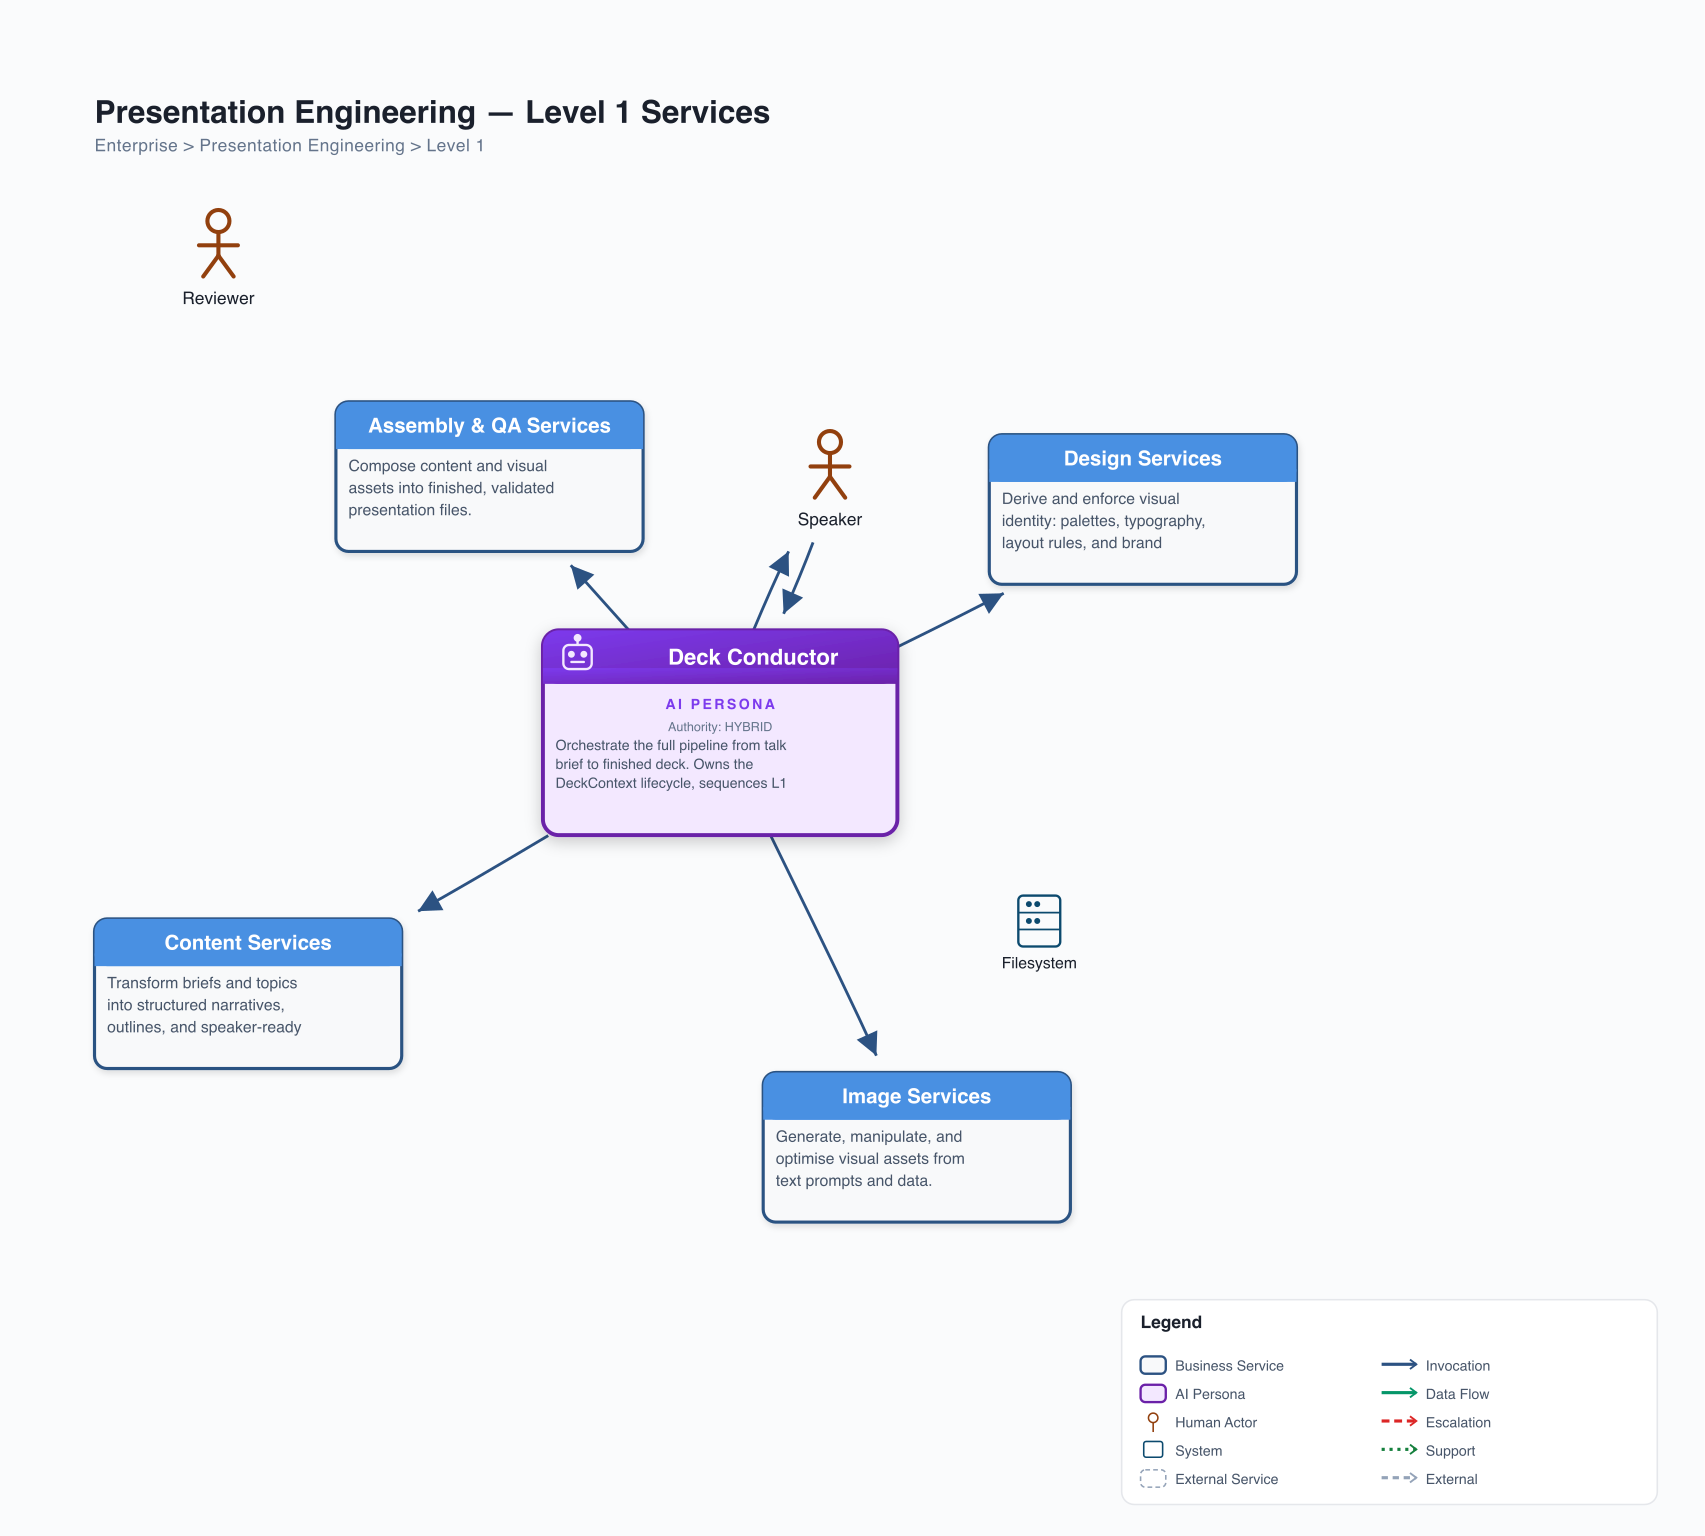 Presentation Engineering — Level 1 Services
Enterprise > Presentation Engineering > Level 1
Reviewer
Assembly & QA Services
Compose content and visual
assets into finished, validated
presentation files.
Speaker
Design Services
Derive and enforce visual
identity: palettes, typography,
layout rules, and brand
Deck Conductor
AI PERSONA
Authority: HYBRID
Orchestrate the full pipeline from talk
brief to finished deck. Owns the
DeckContext lifecycle, sequences L1
Content Services
Transform briefs and topics
into structured narratives,
outlines, and speaker-ready
Filesystem
Image Services
Generate, manipulate, and
optimise visual assets from
text prompts and data.
Legend
Business Service
AI Persona
Human Actor
System
External Service
Invocation
Data Flow
Escalation
Support
External